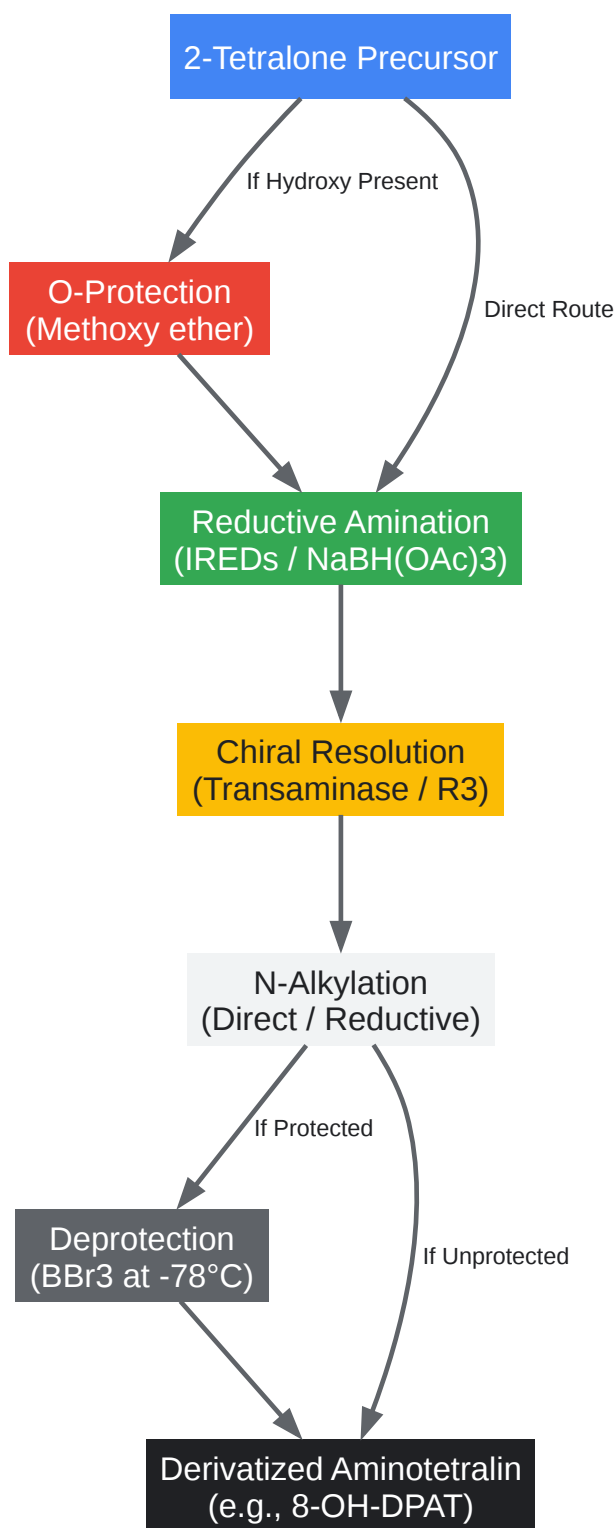 2-Tetralone Precursor
If Hydroxy Present
O-Protection
(Methoxy ether)
Direct Route
Reductive Amination
(IREDs / NaBH(OAc)3)
Chiral Resolution
(Transaminase / R3)
N-Alkylation
(Direct / Reductive)
If Protected
Deprotection
(BBr3 at -78°C)
If Unprotected
Derivatized Aminotetralin
(e.g., 8-OH-DPAT)